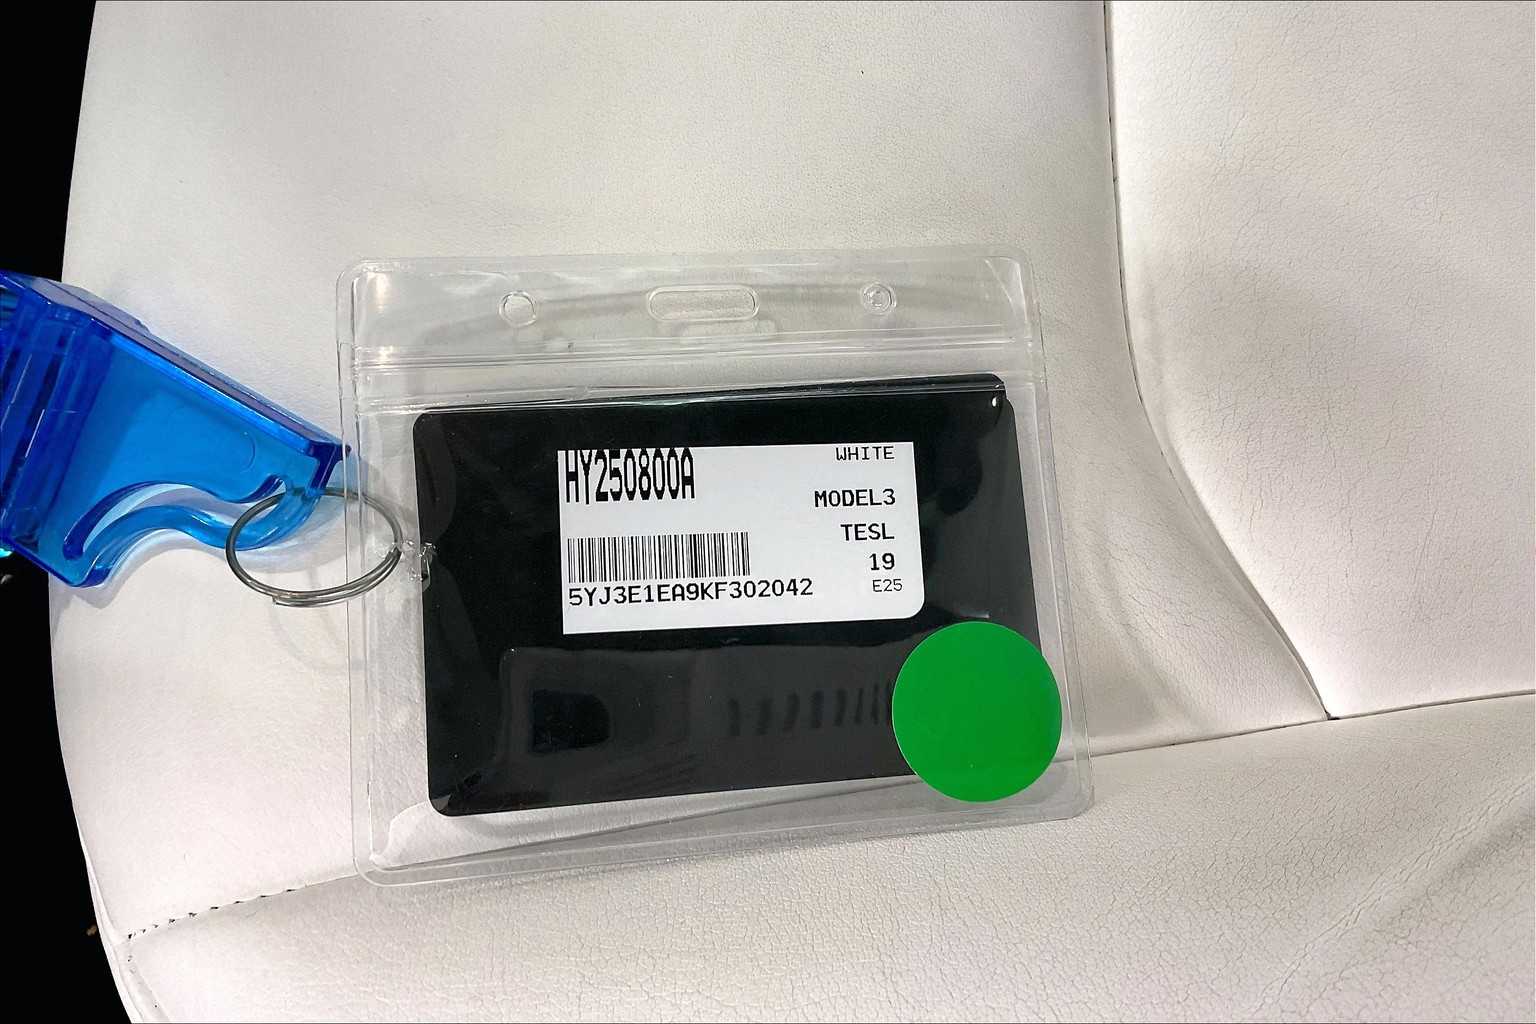 HY250800A
WHITE
MODEL3
TESL
19
5YJ3E1EA9KF302042
E25